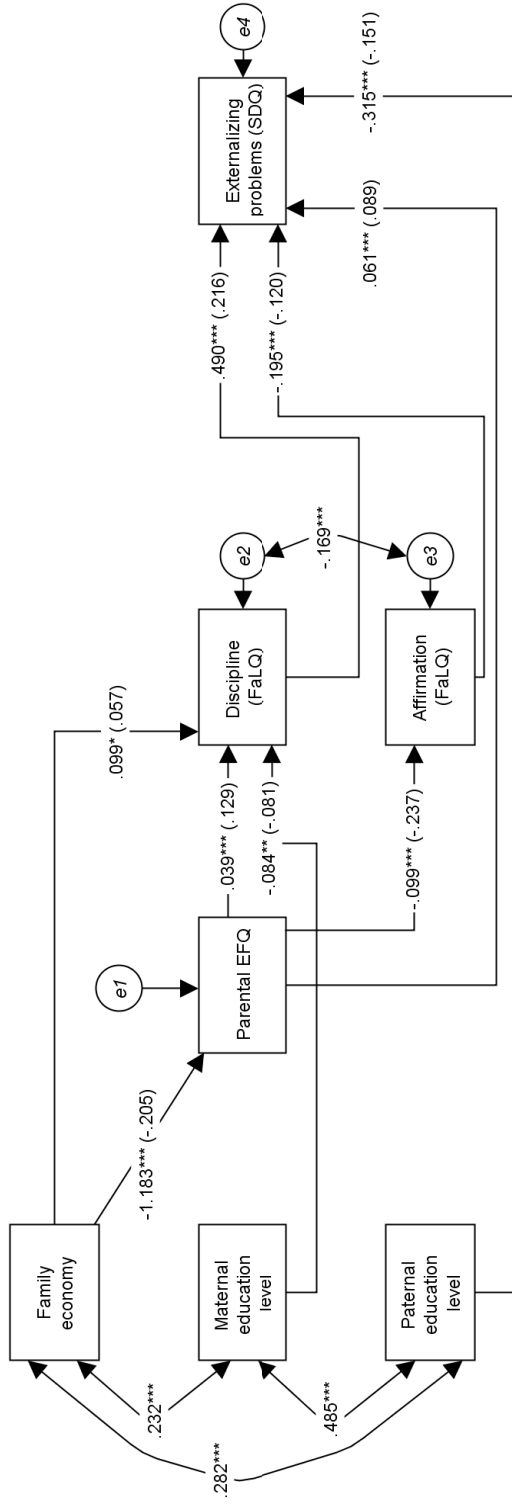 .282***
.232***
.485***
Family
economy
Maternal
education
level
Paternal
education
level
-1.183*** (-.205)
e1
Parental EFQ
.099* (.057)
.039*** (.129)
-.084** (-.081)
-.099*** (-.237)
Discipline
(FaLQ)
Affirmation
(FaLQ)
e2
e3
-.169***
.490*** (.216)
-.195*** (-.120)
.061*** (.089)
-.315*** (-.151)
Externalizing
problems (SDQ)
e4